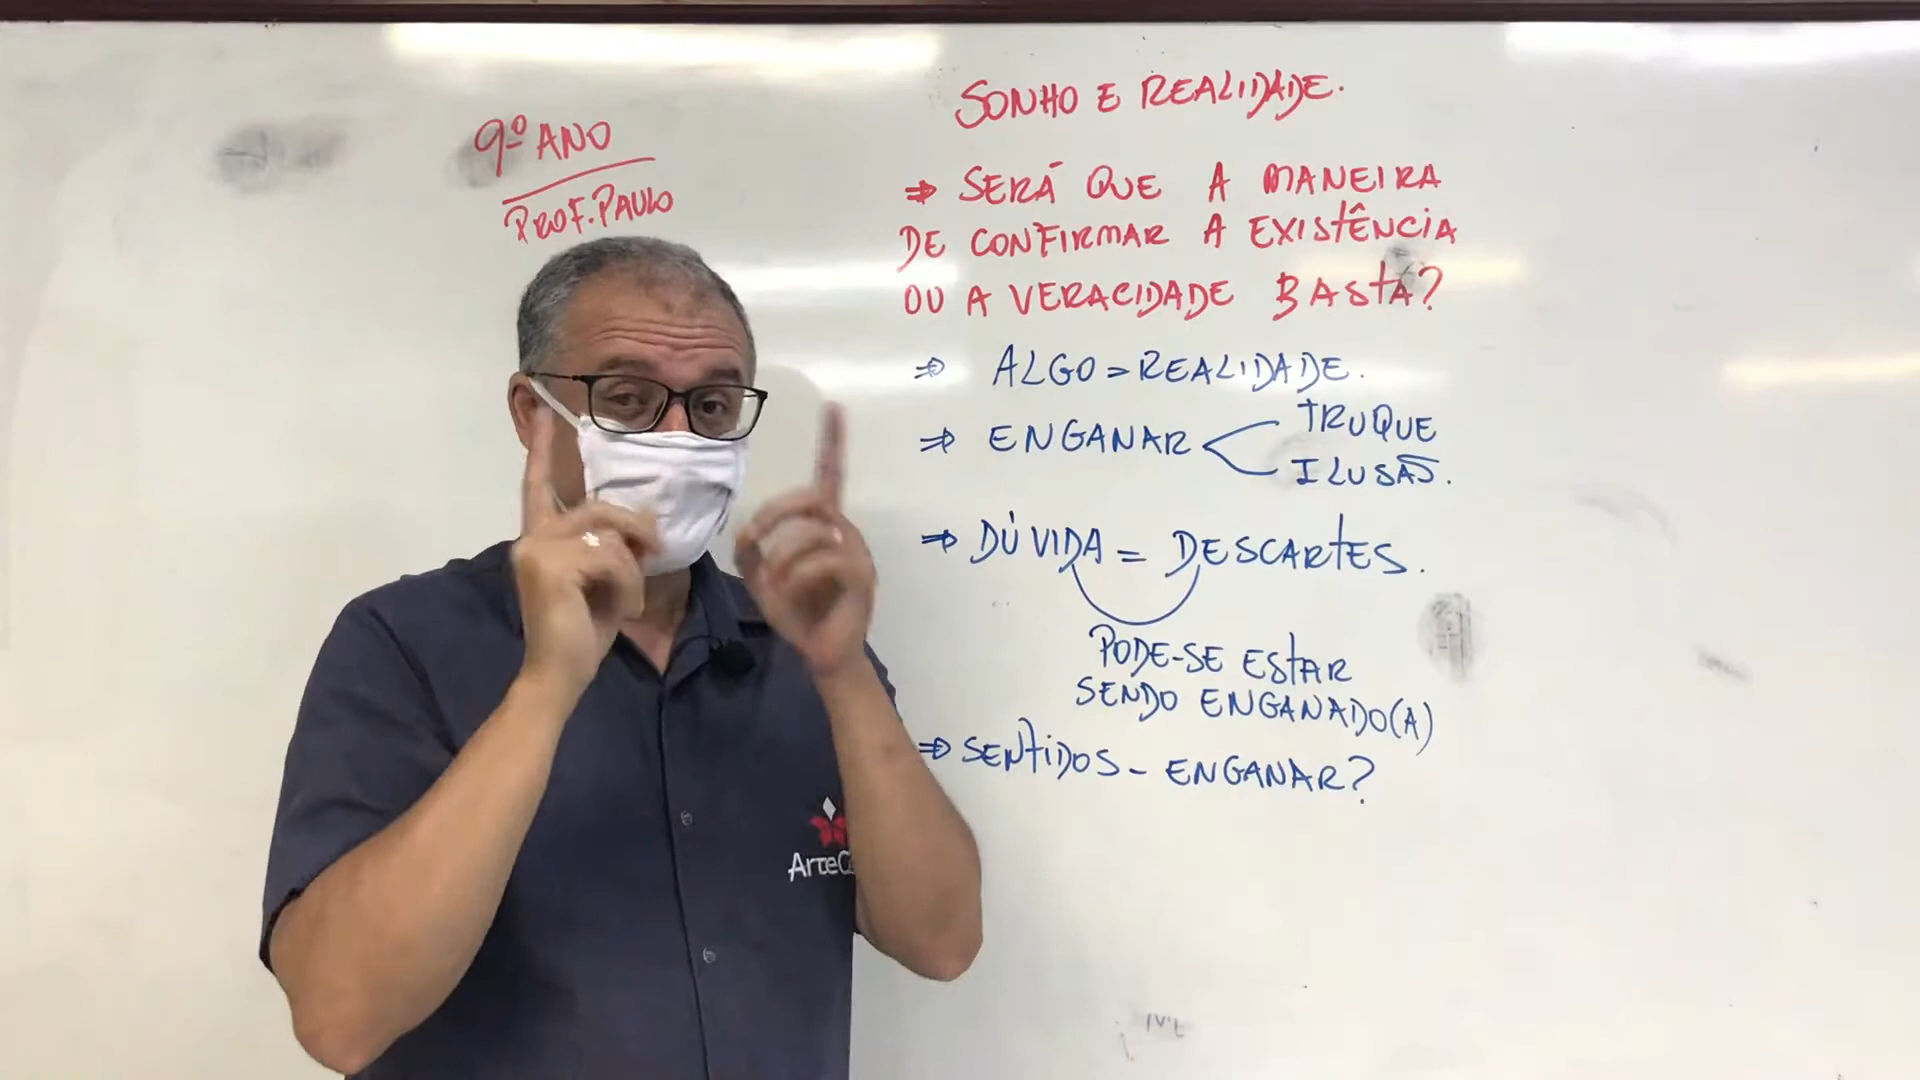 9º ANO
PROF. PAULO
SONHO E REALIDADE.
⇒ SERÁ QUE A MANEIRA
DE CONFIRMAR A EXISTÊNCIA
OU A VERACIDADE BASTA?
⇒ ALGO = REALIDADE.
⇒ ENGANAR < TRUQUE
ILUSÃO.
⇒ DÚVIDA = DESCARTES.
PODE-SE ESTAR
SENDO ENGANADO(A)
⇒ SENTIDOS - ENGANAR?